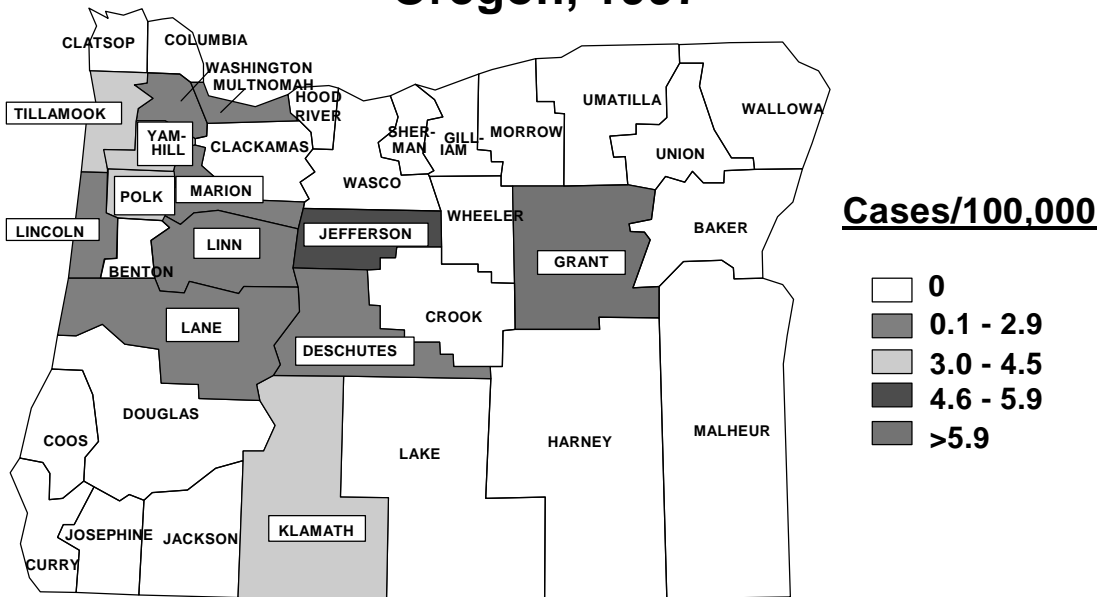 CLATSOP
COLUMBIA
WASHINGTON
MULTNOMAH
HOOD
RIVER
TILLAMOOK
YAM-
HILL
CLACKAMAS
SHER-
MAN
GILL-
IAM
MORROW
UMATILLA
WALLOWA
UNION
WASCO
POLK
MARION
LINCOLN
LINN
JEFFERSON
WHEELER
GRANT
BAKER
BENTON
LANE
CROOK
DESCHUTES
DOUGLAS
COOS
LAKE
HARNEY
MALHEUR
KLAMATH
JOSEPHINE
JACKSON
CURRY
Cases/100,000
0
0.1 - 2.9
3.0 - 4.5
4.6 - 5.9
>5.9